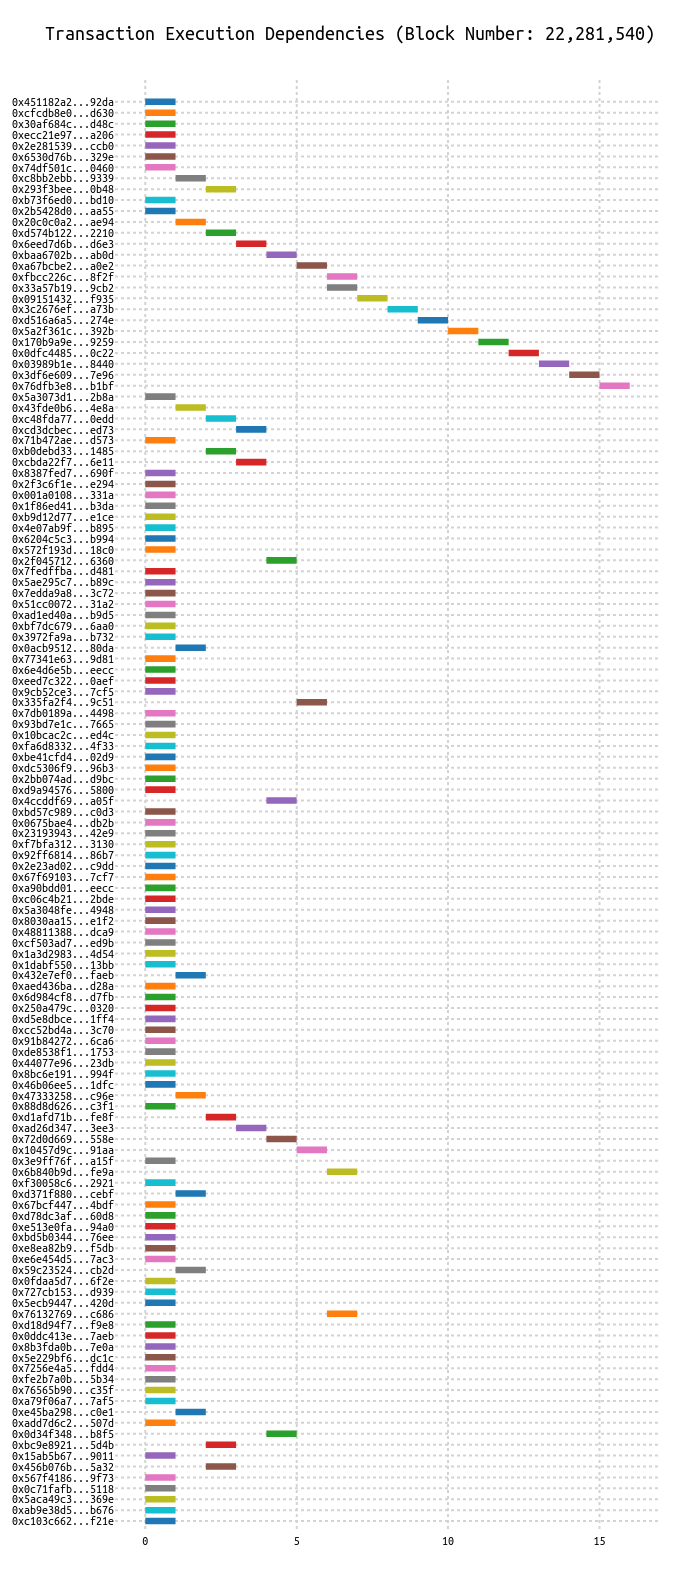 Transaction Execution Dependencies (Block Number: 22,281,540)
0x451182a2...92da
0xcfcdb8e0...d630
0x30af684c...d48c
0xecc21e97...a206
0x2e281539...ccb0
0x6530d76b...329e
0x74df501c...0460
0xc8bb2ebb...9339
0x293f3bee...0b48
0xb73f6ed0...bd10
0x2b5428d0...aa55
0x20c0c0a2...ae94
0xd574b122...2210
0x6eed7d6b...d6e3
0xbaa6702b...ab0d
0xa67bcbe2...a0e2
0xfbcc226c...8f2f
0x33a57b19...9cb2
0x09151432...f935
0x3c2676ef...a73b
0xd516a6a5...274e
0x5a2f361c...392b
0x170b9a9e...9259
0x0dfc4485...0c22
0x03989b1e...8440
0x3df6e609...7e96
0x76dfb3e8...b1bf
0x5a3073d1...2b8a
0x43fde0b6...4e8a
0xc48fda77...0edd
0xcd3dcbec...ed73
0x71b472ae...d573
0xb0debd33...1485
0xcbda22f7...6e11
0x8387fed7...690f
0x2f3c6f1e...e294
0x001a0108...331a
0x1f86ed41...b3da
0xb9d12d77...e1ce
0x4e07ab9f...b895
0x6204c5c3...b994
0x572f193d...18c0
0x2f045712...6360
0x7fedffba...d481
0x5ae295c7...b89c
0x7edda9a8...3c72
0x51cc0072...31a2
0xad1ed40a...b9d5
0xbf7dc679...6aa0
0x3972fa9a...b732
0x0acb9512...80da
0x77341e63...9d81
0x6e4d6e5b...eecc
0xeed7c322...0aef
0x9cb52ce3...7cf5
0x335fa2f4...9c51
0x7db0189a...4498
0x93bd7e1c...7665
0x10bcac2c...ed4c
0xfa6d8332...4f33
0xbe41cfd4...02d9
0xdc5306f9...96b3
0x2bb074ad...d9bc
0xd9a94576...5800
0x4ccddf69...a05f
0xbd57c989...c0d3
0x0675bae4...db2b
0x23193943...42e9
0xf7bfa312...3130
0x92ff6814...86b7
0x2e23ad02...c9dd
0x67f69103...7cf7
0xa90bdd01...eecc
0xc06c4b21...2bde
0x5a3048fe...4948
0x8030aa15...e1f2
0x48811388...dca9
0xcf503ad7...ed9b
0x1a3d2983...4d54
0x1dabf550...13bb
0x432e7ef0...faeb
0xaed436ba...d28a
0x6d984cf8...d7fb
0x250a479c...0320
0xd5e8dbce...1ff4
0xcc52bd4a...3c70
0x91b84272...6ca6
0xde8538f1...1753
0x44077e96...23db
0x8bc6e191...994f
0x46b06ee5...1dfc
0x47333258...c96e
0x88d8d626...c3f1
0xd1afd71b...fe8f
0xad26d347...3ee3
0x72d0d669...558e
0x10457d9c...91aa
0x3e9ff76f...a15f
0x6b840b9d...fe9a
0xf30058c6...2921
0xd371f880...cebf
0x67bcf447...4bdf
0xd78dc3af...60d8
0xe513e0fa...94a0
0xbd5b0344...76ee
0xe8ea82b9...f5db
0xe6e454d5...7ac3
0x59c23524...cb2d
0x0fdaa5d7...6f2e
0x727cb153...d939
0x5ecb9447...420d
0x76132769...c686
0xd18d94f7...f9e8
0x0ddc413e...7aeb
0x8b3fda0b...7e0a
0x5e229bf6...dc1c
0x7256e4a5...fdd4
0xfe2b7a0b...5b34
0x76565b90...c35f
0xa79f06a7...7af5
0xe45ba298...c0e1
0xadd7d6c2...507d
0x0d34f348...b8f5
0xbc9e8921...5d4b
0x15ab5b67...9011
0x456b076b...5a32
0x567f4186...9f73
0x0c71fafb...5118
0x5aca49c3...369e
0xab9e38d5...b676
0xc103c662...f21e
0 5 10 15